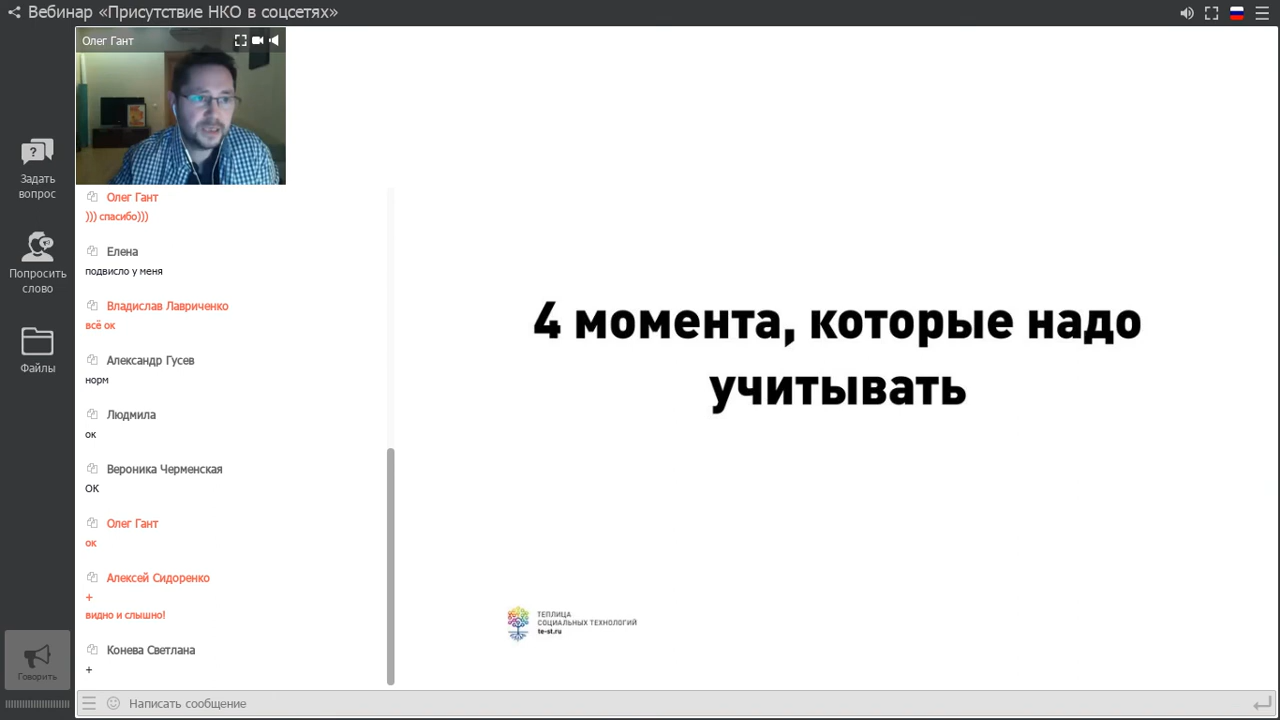 Вебинар «Присутствие НКО в соцсетях»
Олег Гант
Задать
вопрос
Попросить
слово
Файлы
Говорить
Олег Гант
))) спасибо)))
Елена
подвисло у меня
Владислав Лавриченко
всё ок
Александр Гусев
норм
Людмила
ок
Вероника Черменская
ОК
Олег Гант
ок
Алексей Сидоренко
+
видно и слышно!
Конева Светлана
+
Написать сообщение
4 момента, которые надо
учитывать
ТЕПЛИЦА
СОЦИАЛЬНЫХ ТЕХНОЛОГИЙ
te-st.ru